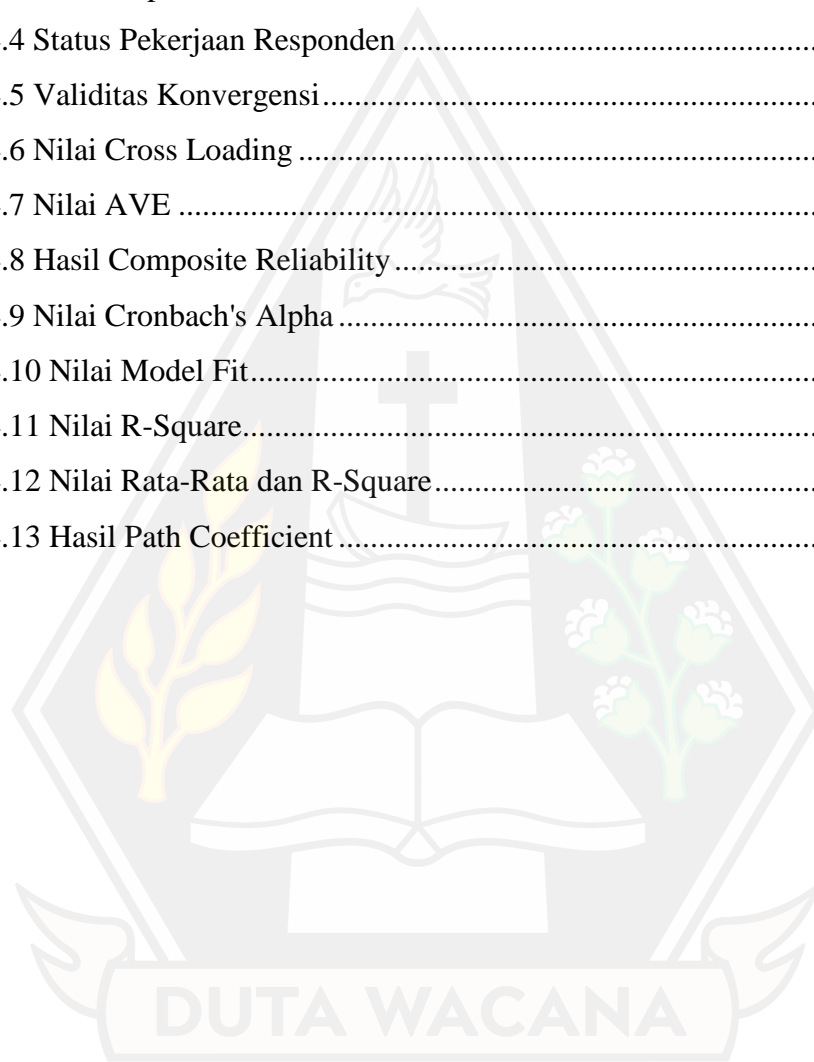 .4 Status Pekerjaan Responden ....................................................
.5 Validitas Konvergensi..............................................................
.6 Nilai Cross Loading .................................................................
.7 Nilai AVE ................................................................................
.8 Hasil Composite Reliability.....................................................
.9 Nilai Cronbach's Alpha ............................................................
.10 Nilai Model Fit.......................................................................
.11 Nilai R-Square........................................................................
.12 Nilai Rata-Rata dan R-Square................................................
.13 Hasil Path Coefficient ............................................................
DUTA WACANA